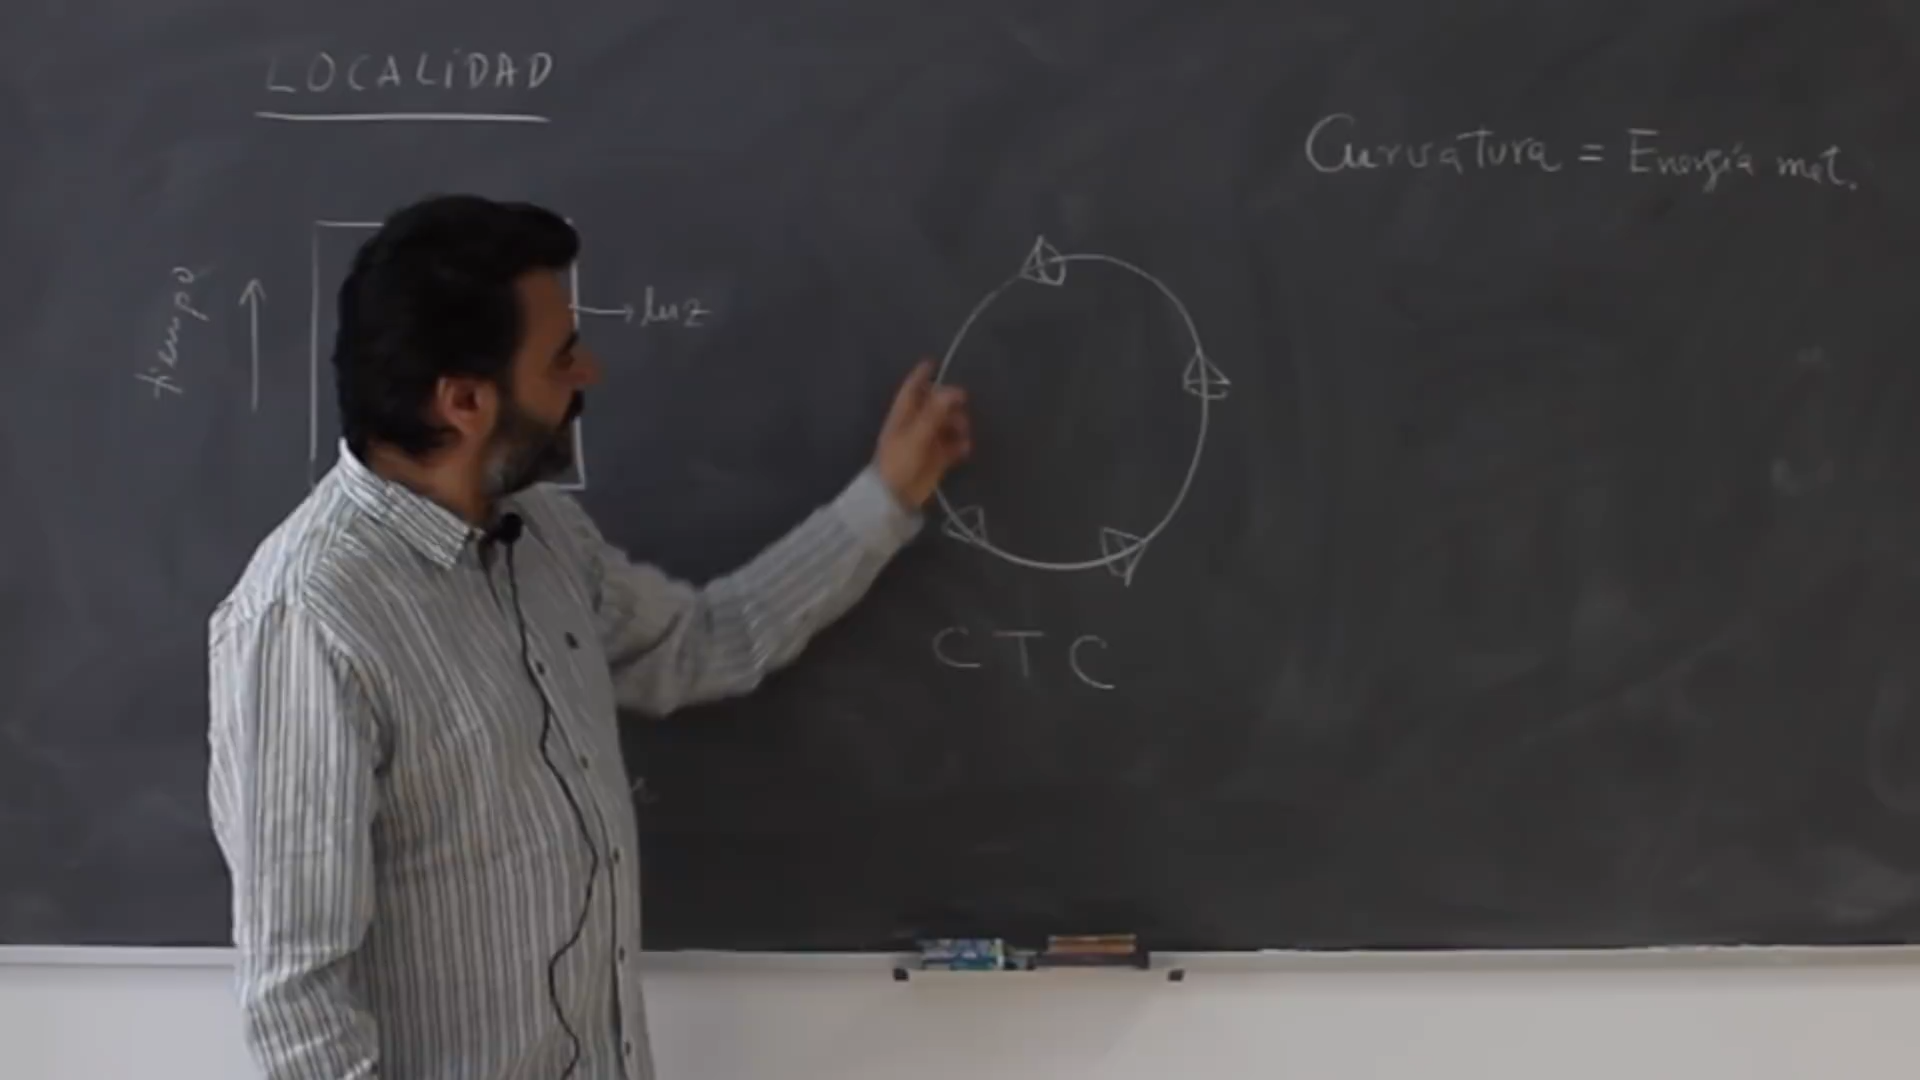 LOCALIDAD
Curvatura = Energía mat.
tiempo
luz
CTC